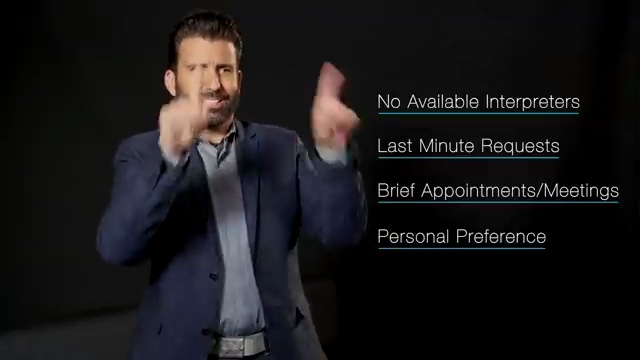 No Available Interpreters
Last Minute Requests
Brief Appointments/Meetings
Personal Preference